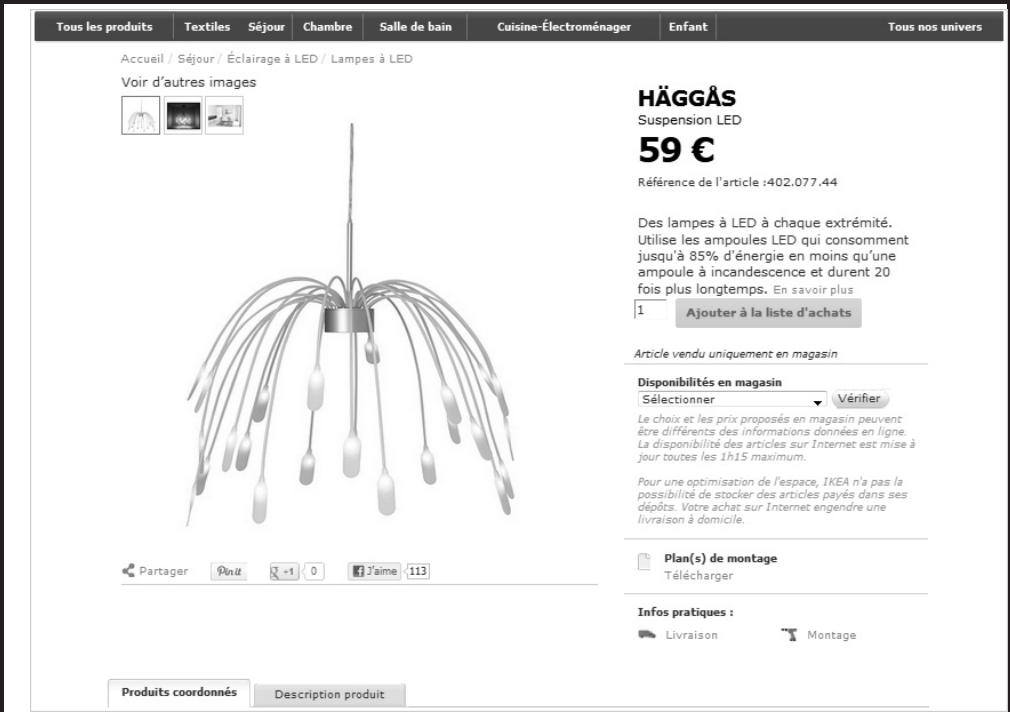 Tous les produits Textiles Séjour Chambre Salle de bain Cuisine-Électroménager Enfant Tous nos univers
Accueil / Séjour / Éclairage à LED / Lampes à LED
Voir d'autres images
HÄGGÅS
Suspension LED
59 €
Référence de l'article :402.077.44
Des lampes à LED à chaque extrémité.
Utilise les ampoules LED qui consomment
jusqu'à 85% d'énergie en moins qu'une
ampoule à incandescence et durent 20
fois plus longtemps. En savoir plus
1 Ajouter à la liste d'achats
Article vendu uniquement en magasin
Disponibilités en magasin
Sélectionner Vérifier
Le choix et les prix proposés en magasin peuvent
être différents des informations données en ligne.
La disponibilité des articles sur Internet est mise à
jour toutes les 1h15 maximum.
Pour une optimisation de l'espace, IKEA n'a pas la
possibilité de stocker des articles payés dans ses
dépôts. Votre achat sur Internet engendre une
livraison à domicile.
Partager Pin it g +1 0 f J'aime 113
Plan(s) de montage
Télécharger
Infos pratiques :
Livraison Montage
Produits coordonnés Description produit